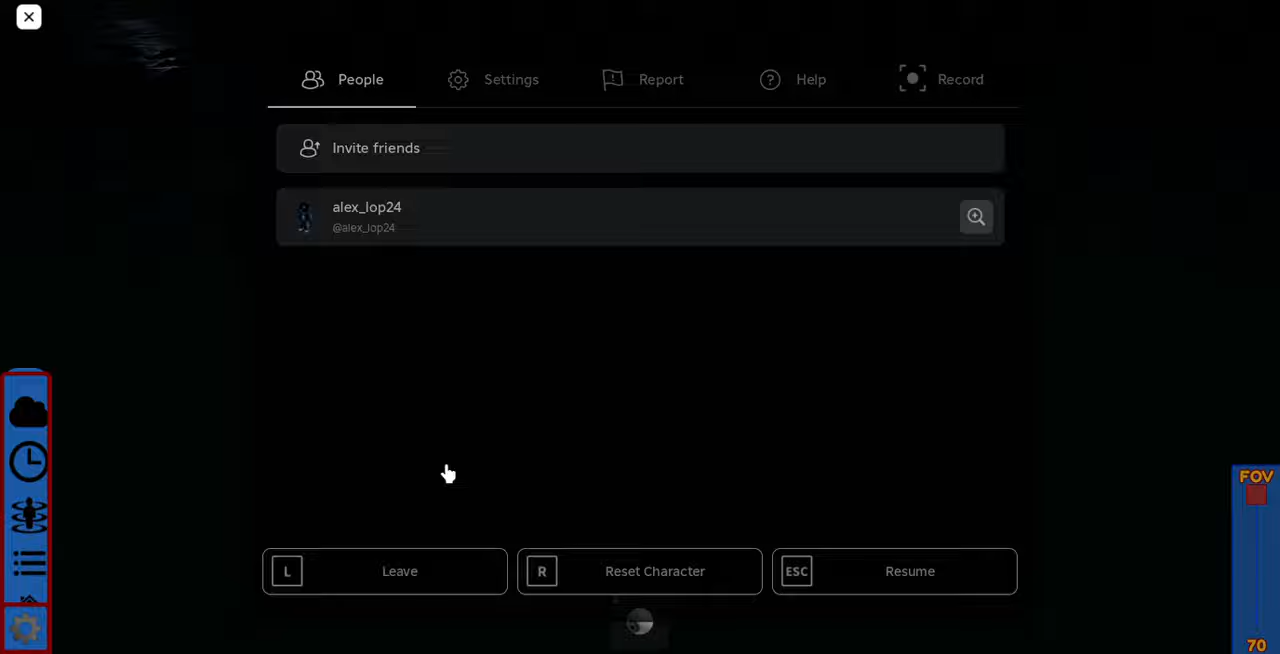 People
Settings
Report
Help
Record
Invite friends
alex_lop24
@alex_lop24
FOV
L
Leave
R
Reset Character
ESC
Resume
70